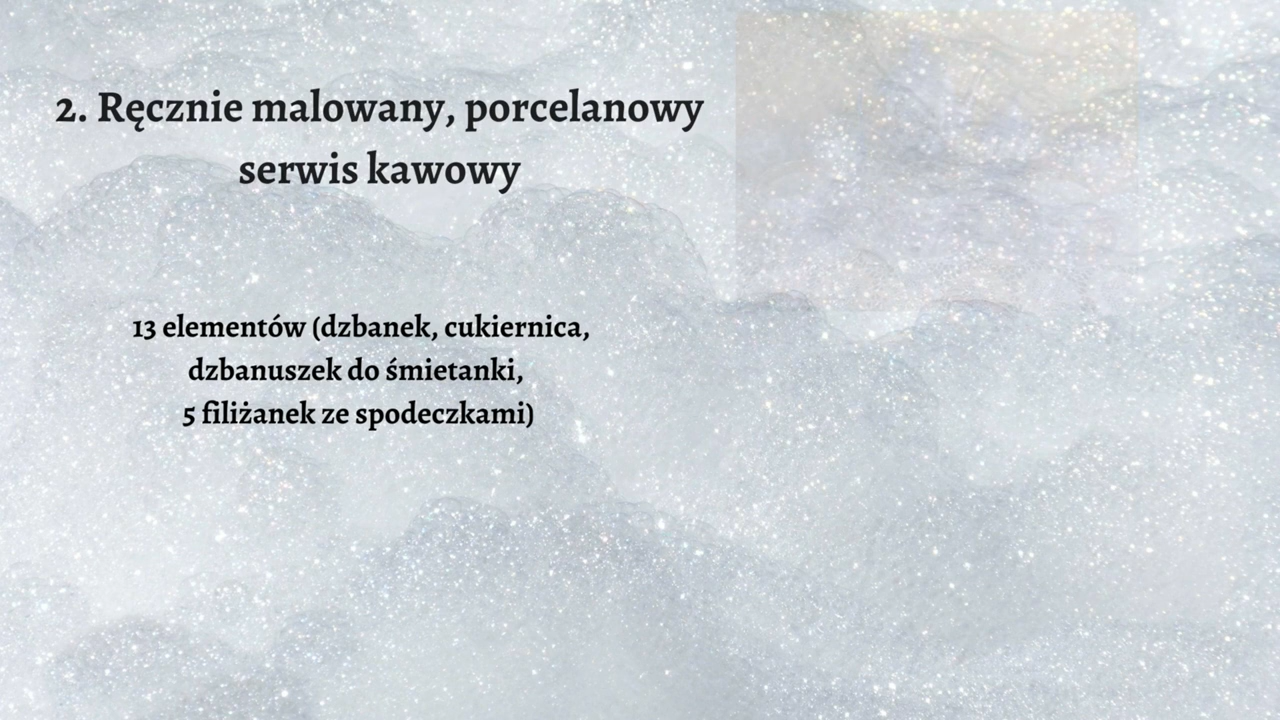 2. Ręcznie malowany, porcelanowy
serwis kawowy
13 elementów (dzbanek, cukiernica,
dzbanuszek do śmietanki,
5 filiżanek ze spodeczkami)